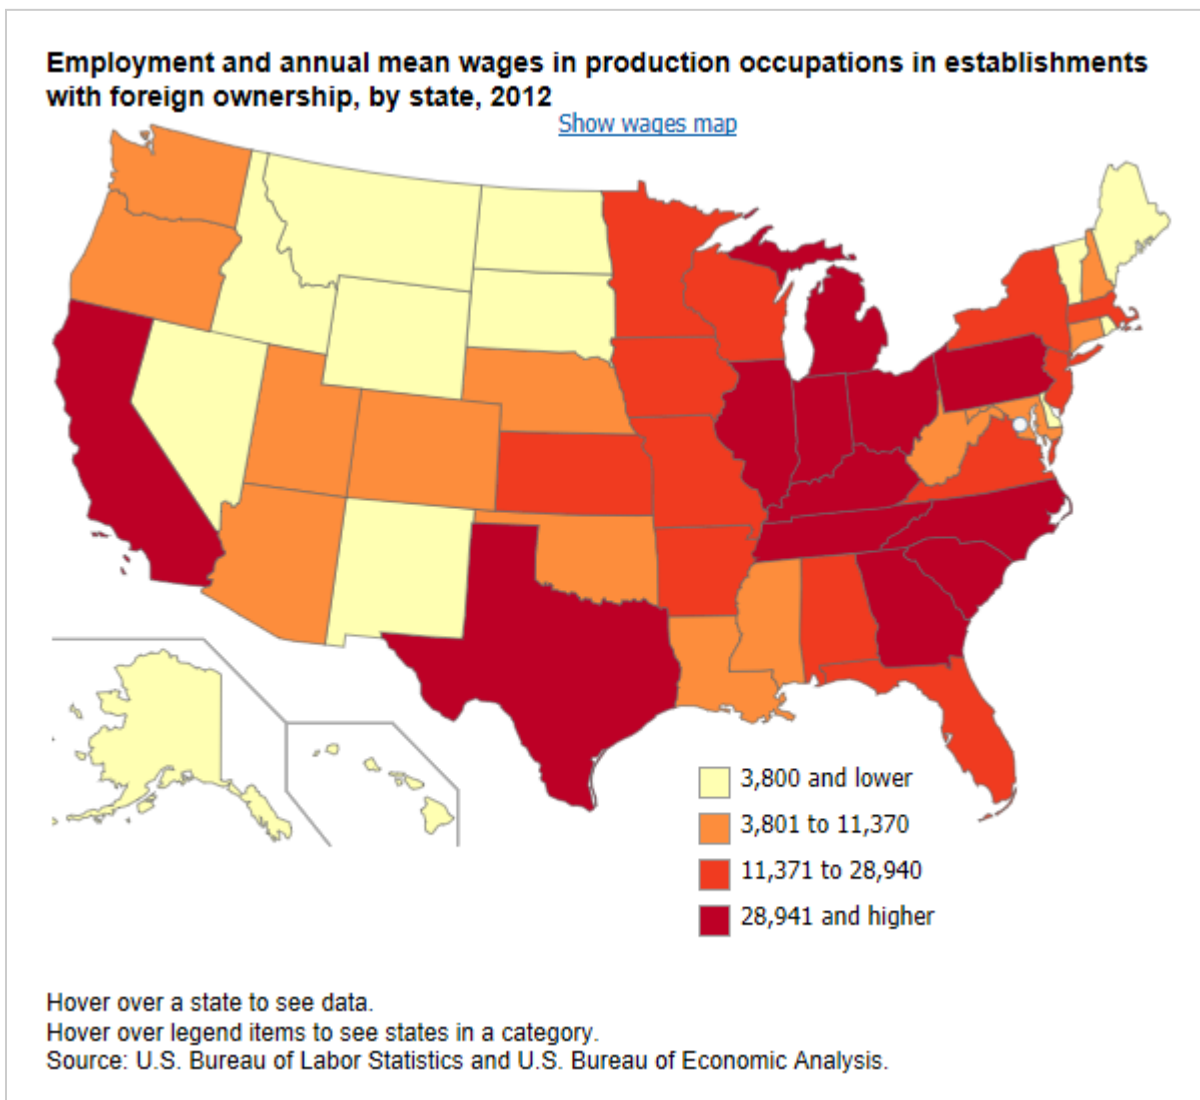 Employment and annual mean wages in production occupations in establishments
with foreign ownership, by state, 2012
Show wages map
3,800 and lower
3,801 to 11,370
11,371 to 28,940
28,941 and higher
Hover over a state to see data.
Hover over legend items to see states in a category.
Source: U.S. Bureau of Labor Statistics and U.S. Bureau of Economic Analysis.